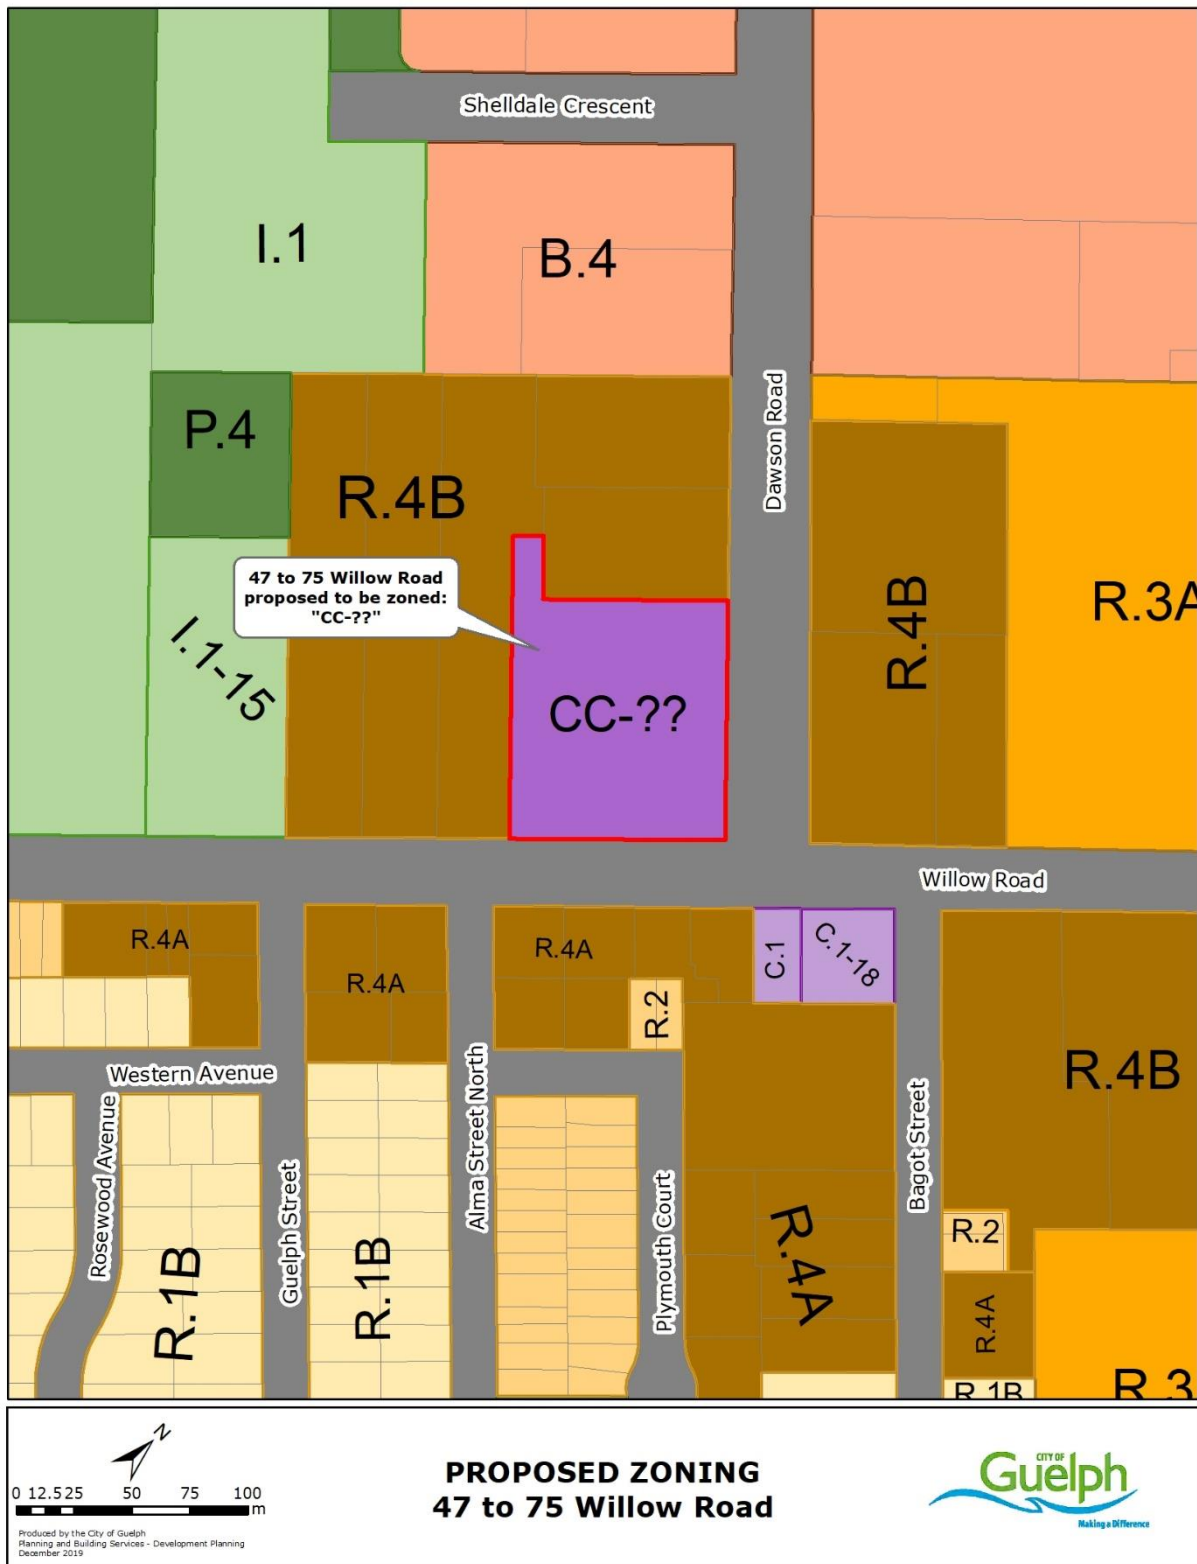 Shelldale Crescent
I.1
B.4
P.4
R.4B
Dawson Road
47 to 75 Willow Road
proposed to be zoned:
"CC-??"
R.4B
R.3A
I.1-15
CC-??
Willow Road
R.4A
R.4A
R.4A
C.1
C.1-18
R.2
Western Avenue
R.4B
Rosewood Avenue
Guelph Street
Alma Street North
Plymouth Court
Bagot Street
R.1B
R.1B
R.4A
R.2
R.4A
R.1B
R.3
N
0 12.5 25 50 75 100
m
Produced by the City of Guelph
Planning and Building Services - Development Planning
December 2019
PROPOSED ZONING
47 to 75 Willow Road
CITY OF
Guelph
Making a Difference